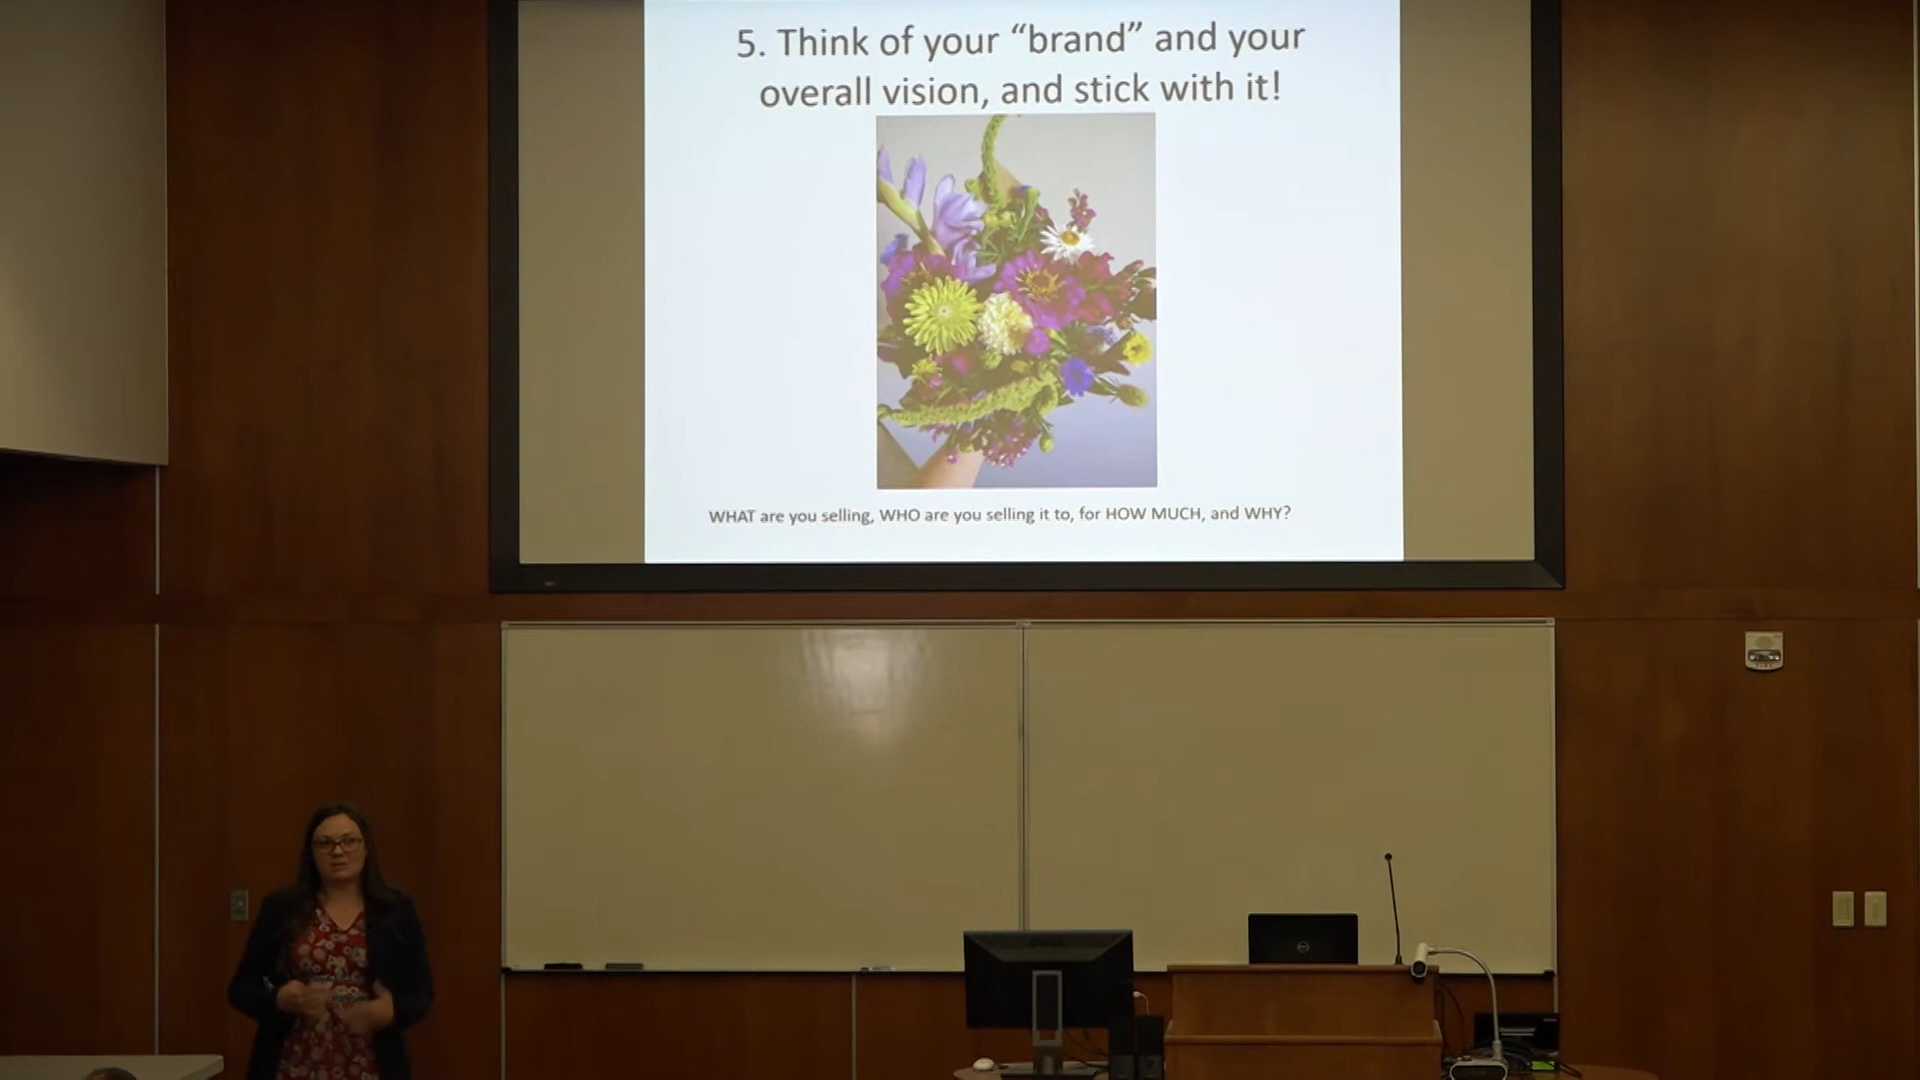 5. Think of your “brand” and your
overall vision, and stick with it!
WHAT are you selling, WHO are you selling it to, for HOW MUCH, and WHY?